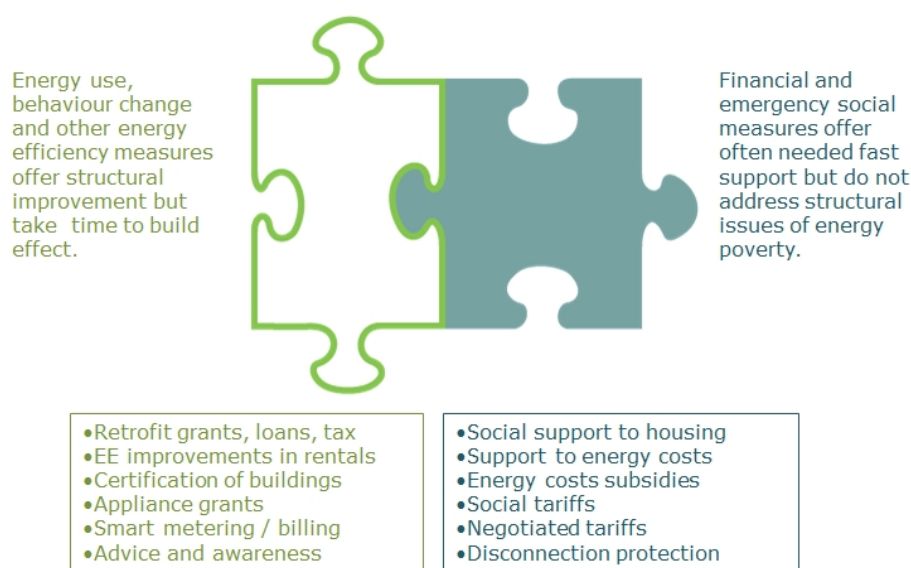 Energy use,
behaviour change
and other energy
efficiency measures
offer structural
improvement but
take time to build
effect.
Financial and
emergency social
measures offer
often needed fast
support but do not
address structural
issues of energy
poverty.
•Retrofit grants, loans, tax
•EE improvements in rentals
•Certification of buildings
•Appliance grants
•Smart metering / billing
•Advice and awareness
•Social support to housing
•Support to energy costs
•Energy costs subsidies
•Social tariffs
•Negotiated tariffs
•Disconnection protection